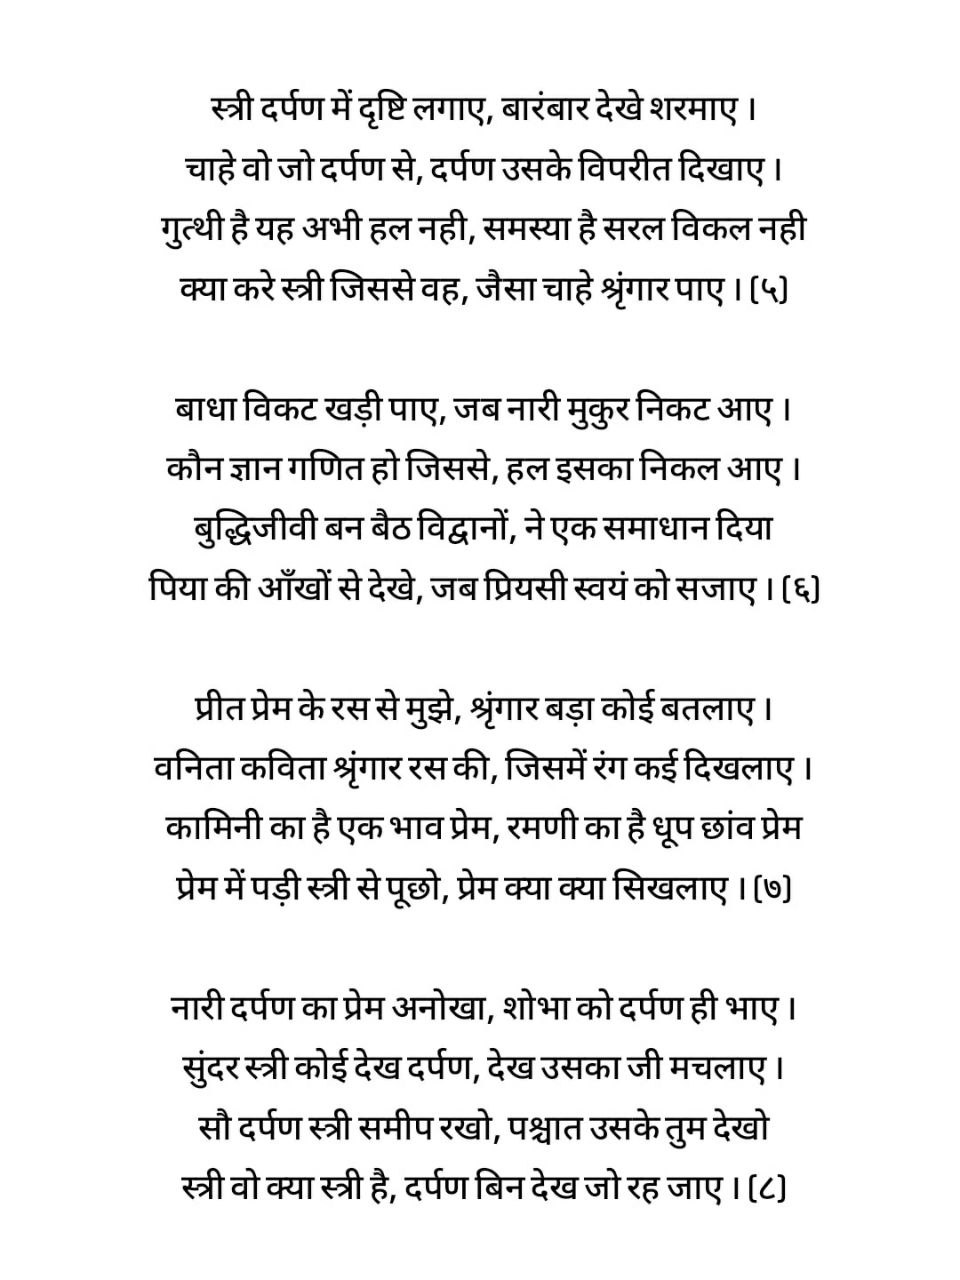 स्त्री दर्पण में दृष्टि लगाए, बारंबार देखे शरमाए ।
चाहे वो जो दर्पण से, दर्पण उसके विपरीत दिखाए ।
गुत्थी है यह अभी हल नही, समस्या है सरल विकल नही
क्या करे स्त्री जिससे वह, जैसा चाहे श्रृंगार पाए । (५)
बाधा विकट खड़ी पाए, जब नारी मुकुर निकट आए ।
कौन ज्ञान गणित हो जिससे, हल इसका निकल आए ।
बुद्धिजीवी बन बैठ विद्वानों, ने एक समाधान दिया
पिया की आँखों से देखे, जब प्रियसी स्वयं को सजाए । (६)
प्रीत प्रेम के रस से मुझे, श्रृंगार बड़ा कोई बतलाए ।
वनिता कविता श्रृंगार रस की, जिसमें रंग कई दिखलाए ।
कामिनी का है एक भाव प्रेम, रमणी का है धूप छांव प्रेम
प्रेम में पड़ी स्त्री से पूछो, प्रेम क्या क्या सिखलाए । (७)
नारी दर्पण का प्रेम अनोखा, शोभा को दर्पण ही भाए ।
सुंदर स्त्री कोई देख दर्पण, देख उसका जी मचलाए ।
सौ दर्पण स्त्री समीप रखो, पश्चात उसके तुम देखो
स्त्री वो क्या स्त्री है, दर्पण बिन देख जो रह जाए । (८)